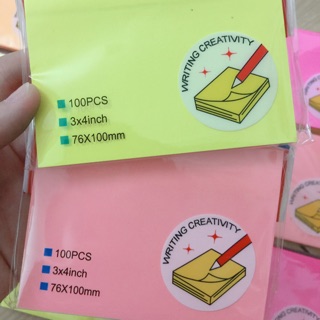 WRITING CREATIVITY
100PCS
3x4inch
76X100mm
WRITING CREATIVITY
100PCS
3x4inch
76X100mm